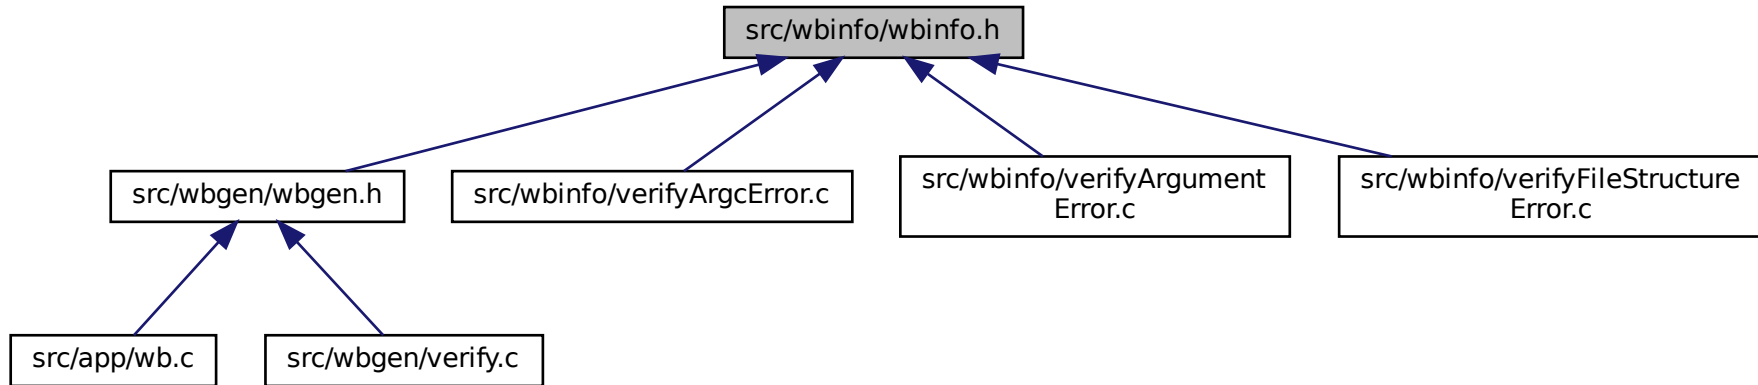 src/wbinfo/wbinfo.h
src/wbgen/wbgen.h
src/wbinfo/verifyArgcError.c
src/wbinfo/verifyArgument
Error.c
src/wbinfo/verifyFileStructure
Error.c
src/app/wb.c
src/wbgen/verify.c